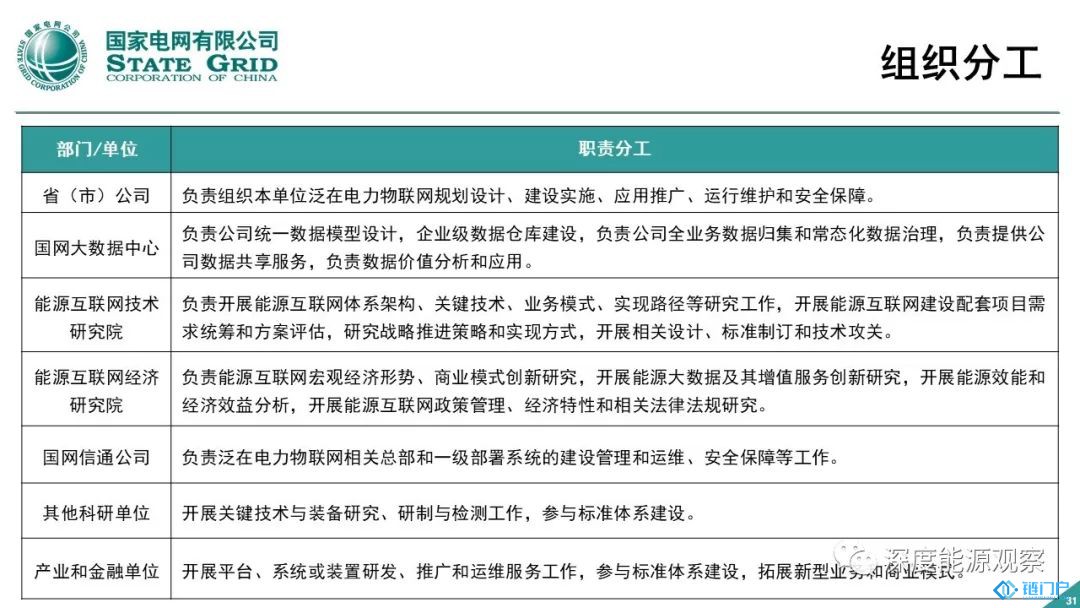 国家电网公司
STATE GRID CORPORATION OF CHINA
国家电网有限公司
STATE GRID
CORPORATION OF CHINA
组织分工
部门/单位
职责分工
省（市）公司
负责组织本单位泛在电力物联网规划设计、建设实施、应用推广、运行维护和安全保障。
国网大数据中心
负责公司统一数据模型设计，企业级数据仓库建设，负责公司全业务数据归集和常态化数据治理，负责提供公
司数据共享服务，负责数据价值分析和应用。
能源互联网技术
研究院
负责开展能源互联网体系架构、关键技术、业务模式、实现路径等研究工作，开展能源互联网建设配套项目需
求统筹和方案评估，研究战略推进策略和实现方式，开展相关设计、标准制订和技术攻关。
能源互联网经济
研究院
负责能源互联网宏观经济形势、商业模式创新研究，开展能源大数据及其增值服务创新研究，开展能源效能和
经济效益分析，开展能源互联网政策管理、经济特性和相关法律法规研究。
国网信通公司
负责泛在电力物联网相关总部和一级部署系统的建设管理和运维、安全保障等工作。
其他科研单位
开展关键技术与装备研究、研制与检测工作，参与标准体系建设。
产业和金融单位
开展平台、系统或装置研发、推广和运维服务工作，参与标准体系建设，拓展新型业务和商业模式。
深度能源观察
链门户
31